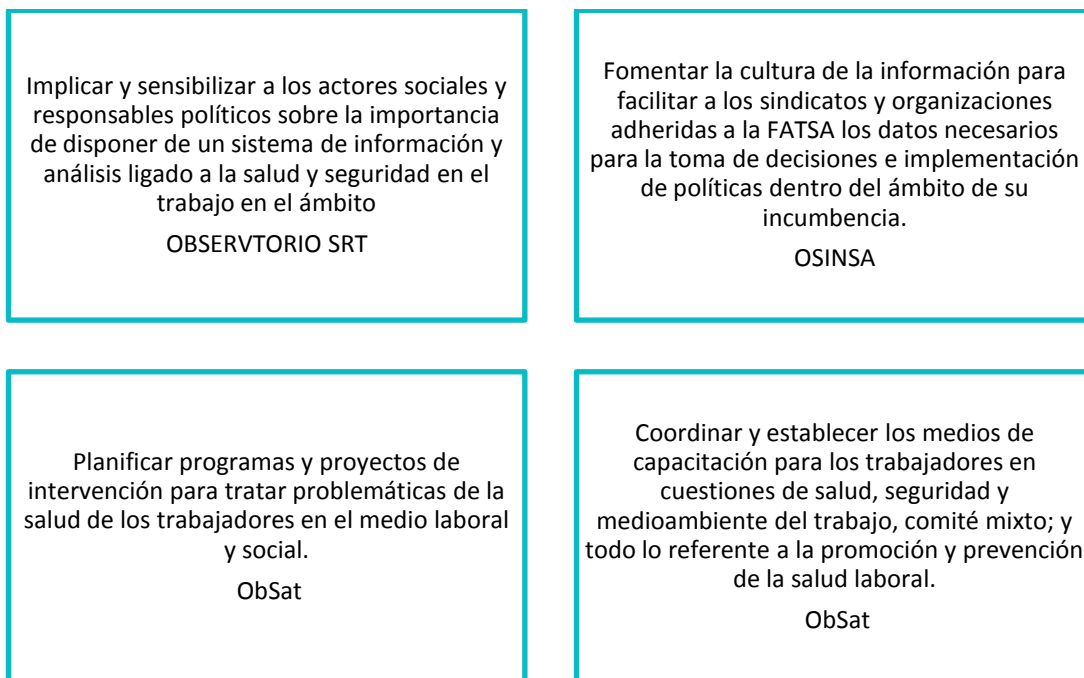 Implicar y sensibilizar a los actores sociales y
responsables políticos sobre la importancia
de disponer de un sistema de información y
análisis ligado a la salud y seguridad en el
trabajo en el ámbito
OBSERVTORIO SRT
Fomentar la cultura de la información para
facilitar a los sindicatos y organizaciones
adheridas a la FATSA los datos necesarios
para la toma de decisiones e implementación
de políticas dentro del ámbito de su
incumbencia.
OSINSA
Planificar programas y proyectos de
intervención para tratar problemáticas de la
salud de los trabajadores en el medio laboral
y social.
ObSat
Coordinar y establecer los medios de
capacitación para los trabajadores en
cuestiones de salud, seguridad y
medioambiente del trabajo, comité mixto; y
todo lo referente a la promoción y prevención
de la salud laboral.
ObSat